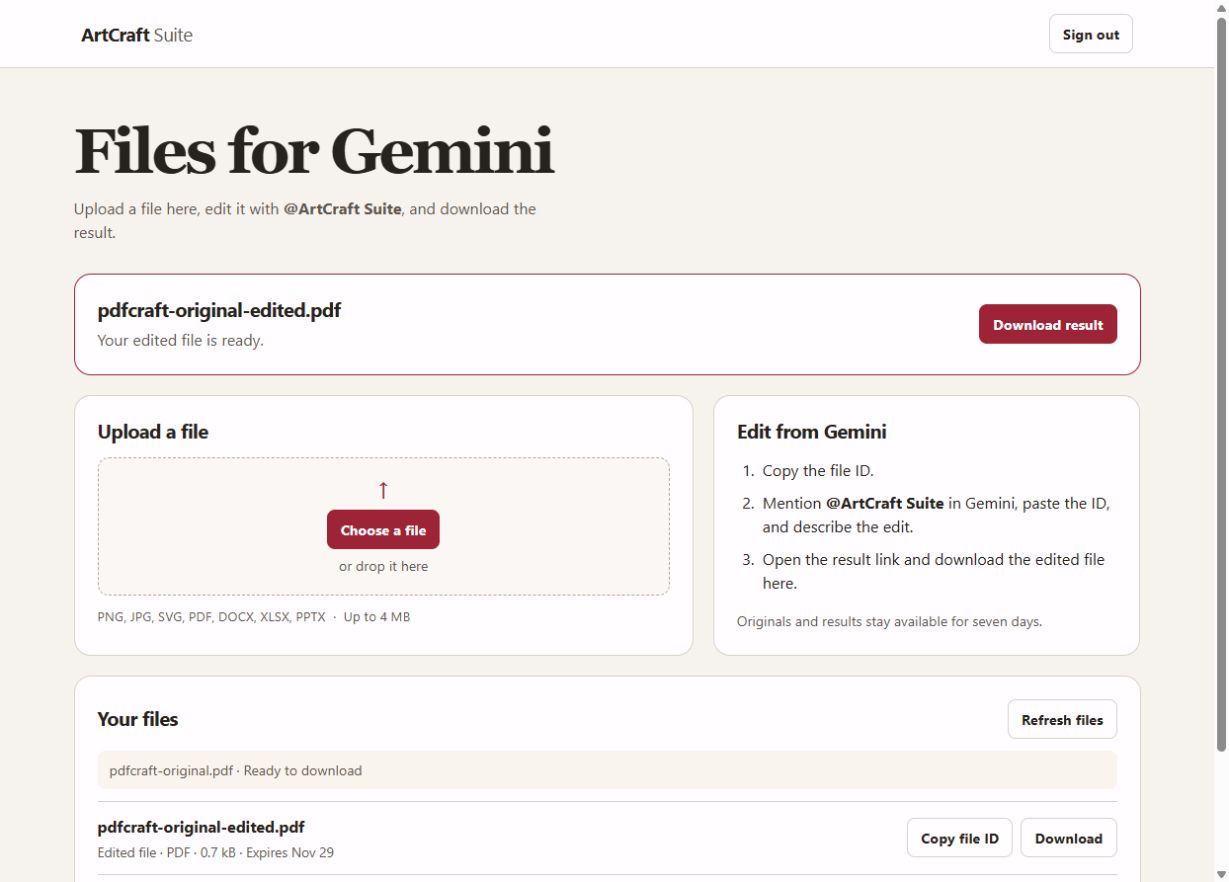 ArtCraft Suite
Sign out
Files for Gemini
Upload a file here, edit it with @ArtCraft Suite, and download the
result.
pdfcraft-original-edited.pdf
Your edited file is ready.
Download result
Upload a file
↑
Choose a file
or drop it here
PNG, JPG, SVG, PDF, DOCX, XLSX, PPTX · Up to 4 MB
Edit from Gemini
1. Copy the file ID.
2. Mention @ArtCraft Suite in Gemini, paste the ID,
and describe the edit.
3. Open the result link and download the edited file
here.
Originals and results stay available for seven days.
Your files
Refresh files
pdfcraft-original.pdf · Ready to download
pdfcraft-original-edited.pdf
Edited file · PDF · 0.7 kB · Expires Nov 29
Copy file ID
Download